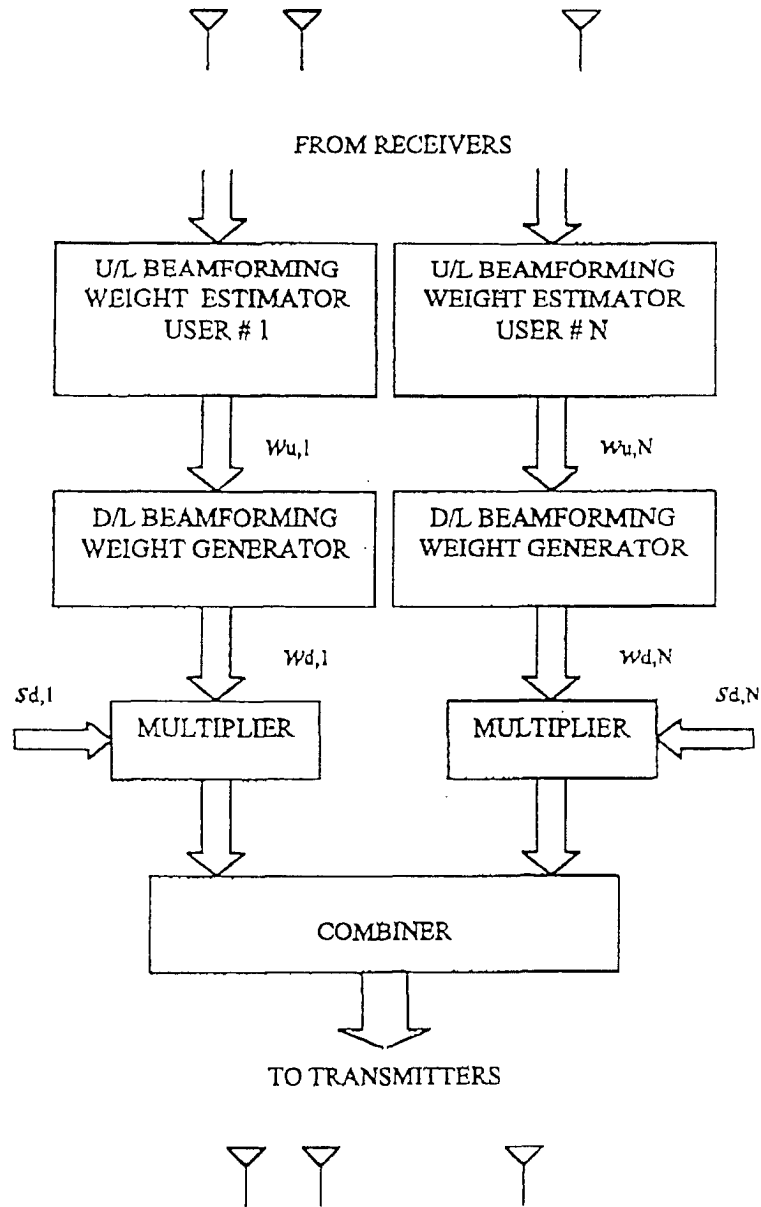 FROM RECEIVERS
U/L BEAMFORMING
WEIGHT ESTIMATOR
USER # 1
U/L BEAMFORMING
WEIGHT ESTIMATOR
USER # N
wu,1
wu,N
D/L BEAMFORMING
WEIGHT GENERATOR
D/L BEAMFORMING
WEIGHT GENERATOR
wd,1
wd,N
sd,1
sd,N
MULTIPLIER
MULTIPLIER
COMBINER
TO TRANSMITTERS